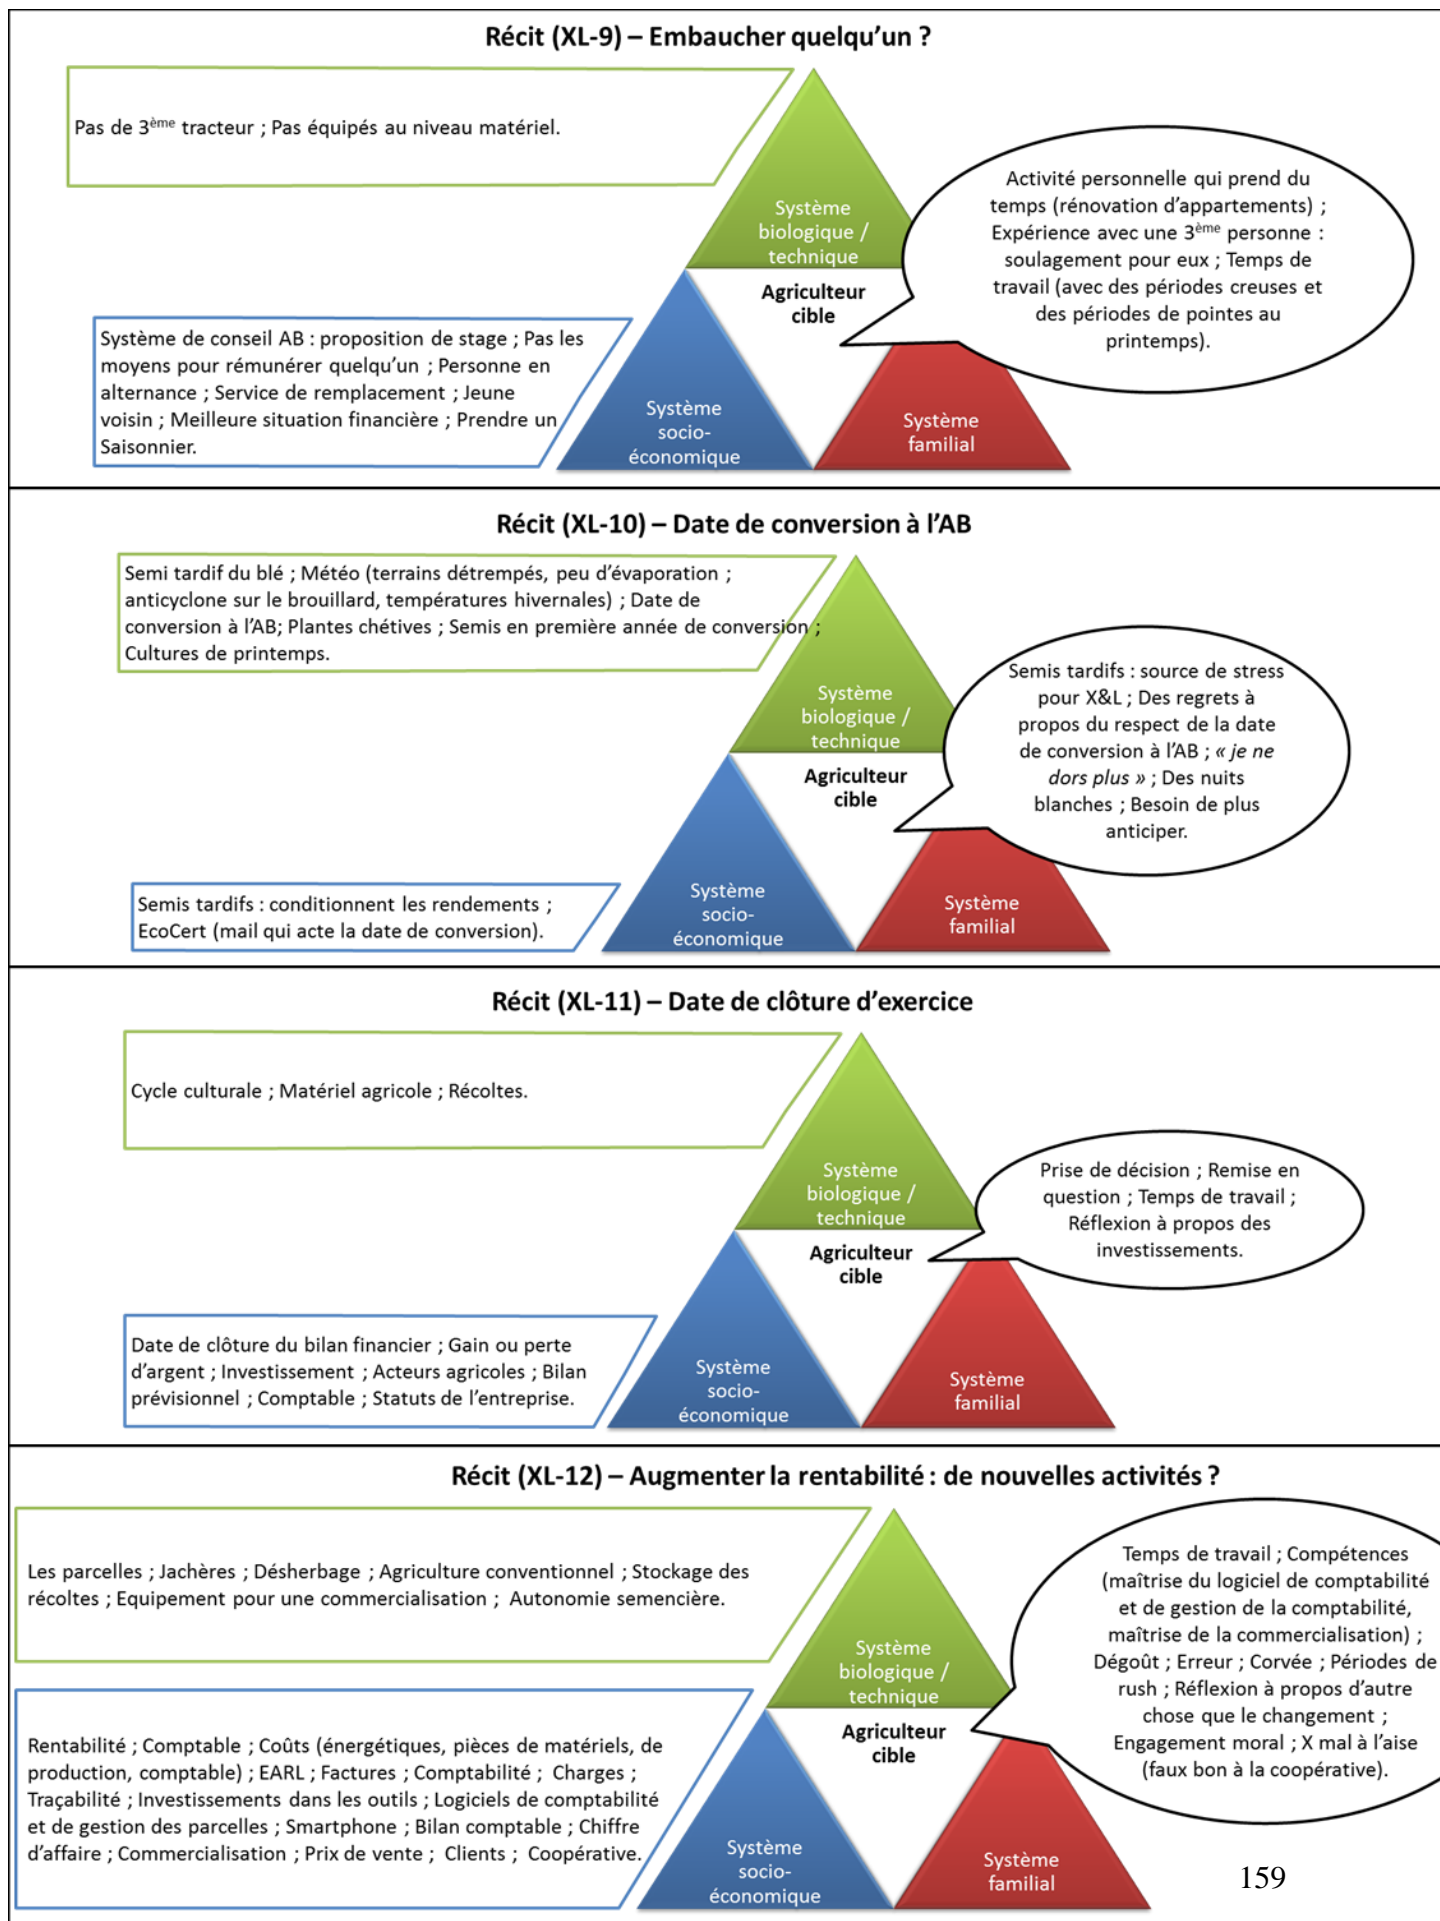 Récit (XL-9) – Embaucher quelqu'un ?
Pas de 3ème tracteur ; Pas équipés au niveau matériel.
Système
biologique /
technique
Activité personnelle qui prend du
temps (rénovation d'appartements) ;
Expérience avec une 3ème personne :
soulagement pour eux ; Temps de
travail (avec des périodes creuses et
des périodes de pointes au
printemps).
Agriculteur
cible
Système de conseil AB : proposition de stage ; Pas les
moyens pour rémunérer quelqu'un ; Personne en
alternance ; Service de remplacement ; Jeune
voisin ; Meilleure situation financière ; Prendre un
Saisonnier.
Système
socio-
économique
Système
familial
Récit (XL-10) – Date de conversion à l'AB
Semi tardif du blé ; Météo (terrains détrempés, peu d'évaporation ;
anticyclone sur le brouillard, températures hivernales) ; Date de
conversion à l'AB; Plantes chétives ; Semis en première année de conversion ;
Cultures de printemps.
Système
biologique /
technique
Semis tardifs : source de stress
pour X&L ; Des regrets à
propos du respect de la date
de conversion à l'AB ; « je ne
dors plus » ; Des nuits
blanches ; Besoin de plus
anticiper.
Agriculteur
cible
Semis tardifs : conditionnent les rendements ;
EcoCert (mail qui acte la date de conversion).
Système
socio-
économique
Système
familial
Récit (XL-11) – Date de clôture d'exercice
Cycle culturale ; Matériel agricole ; Récoltes.
Système
biologique /
technique
Prise de décision ; Remise en
question ; Temps de travail ;
Réflexion à propos des
investissements.
Agriculteur
cible
Date de clôture du bilan financier ; Gain ou perte
d'argent ; Investissement ; Acteurs agricoles ; Bilan
prévisionnel ; Comptable ; Statuts de l'entreprise.
Système
socio-
économique
Système
familial
Récit (XL-12) – Augmenter la rentabilité : de nouvelles activités ?
Les parcelles ; Jachères ; Désherbage ; Agriculture conventionnel ; Stockage des
récoltes ; Equipement pour une commercialisation ; Autonomie semencière.
Système
biologique /
technique
Temps de travail ; Compétences
(maîtrise du logiciel de comptabilité
et de gestion de la comptabilité,
maîtrise de la commercialisation) ;
Dégoût ; Erreur ; Corvée ; Périodes de
rush ; Réflexion à propos d'autre
chose que le changement ;
Engagement moral ; X mal à l'aise
(faux bon à la coopérative).
Agriculteur
cible
Rentabilité ; Comptable ; Coûts (énergétiques, pièces de matériels, de
production, comptable) ; EARL ; Factures ; Comptabilité ; Charges ;
Traçabilité ; Investissements dans les outils ; Logiciels de comptabilité
et de gestion des parcelles ; Smartphone ; Bilan comptable ; Chiffre
d'affaire ; Commercialisation ; Prix de vente ; Clients ; Coopérative.
Système
socio-
économique
Système
familial
159